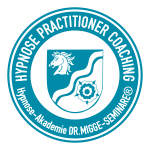 HYPNOSE PRACTITIONER COACHING
Hypnose-Akademie DR.MIGGE-SEMINARE®